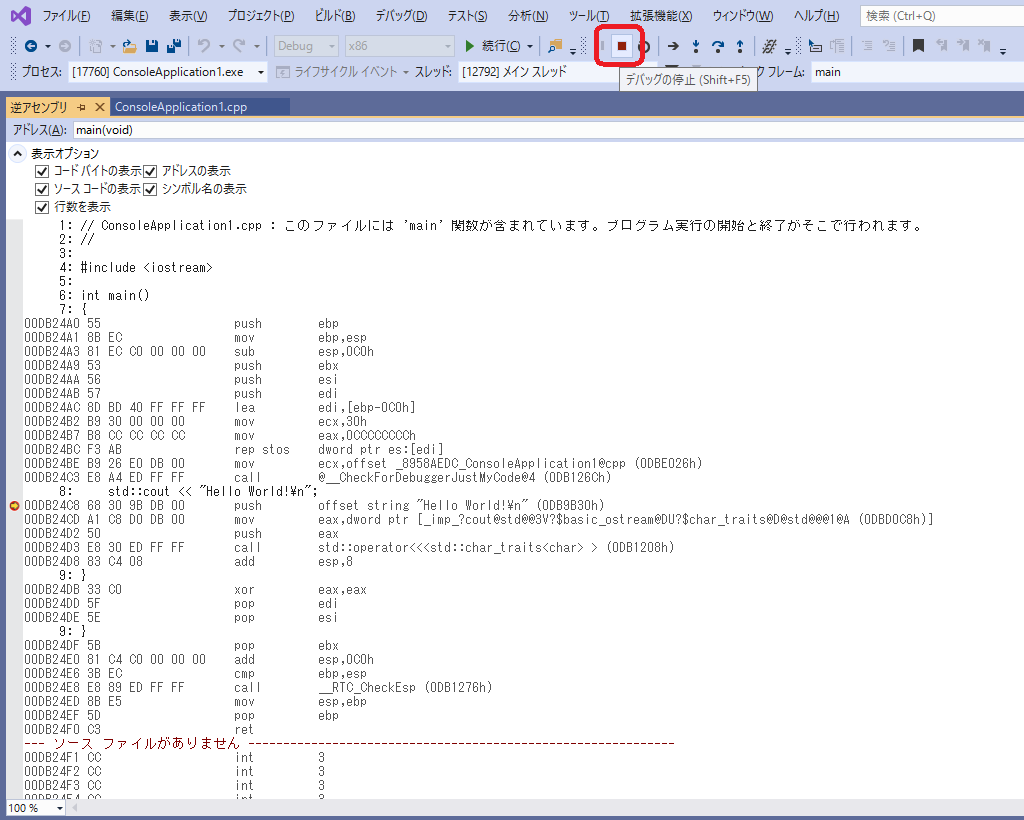 ファイル(F) 編集(E) 表示(V) プロジェクト(P) ビルド(B) デバッグ(D) テスト(S) 分析(N) ツール(T) 拡張機能(X) ウィンドウ(W) ヘルプ(H) 検索 (Ctrl+Q)
Debug x86 続行(C)
プロセス: [17760] ConsoleApplication1.exe ライフサイクル イベント スレッド: [12792] メイン スレッド ク フレーム: main
デバッグの停止 (Shift+F5)
逆アセンブリ ConsoleApplication1.cpp
アドレス(A): main(void)
表示オプション
コード バイトの表示 アドレスの表示
ソース コードの表示 シンボル名の表示
行数を表示
1: // ConsoleApplication1.cpp : このファイルには 'main' 関数が含まれています。プログラム実行の開始と終了がそこで行われます。
2: //
3:
4: #include <iostream>
5:
6: int main()
7: {
00DB24A0 55 push ebp
00DB24A1 8B EC mov ebp,esp
00DB24A3 81 EC C0 00 00 00 sub esp,0C0h
00DB24A9 53 push ebx
00DB24AA 56 push esi
00DB24AB 57 push edi
00DB24AC 8D BD 40 FF FF FF lea edi,[ebp-0C0h]
00DB24B2 B9 30 00 00 00 mov ecx,30h
00DB24B7 B8 CC CC CC CC mov eax,0CCCCCCCCh
00DB24BC F3 AB rep stos dword ptr es:[edi]
00DB24BE B9 26 E0 DB 00 mov ecx,offset _8958AEDC_ConsoleApplication1@cpp (0DBE026h)
00DB24C3 E8 A4 ED FF FF call @__CheckForDebuggerJustMyCode@4 (0DB126Ch)
8: std::cout << "Hello World!¥n";
00DB24C8 68 30 9B DB 00 push offset string "Hello World!¥n" (0DB9B30h)
00DB24CD A1 C8 D0 DB 00 mov eax,dword ptr [_imp_?cout@std@@3V?$basic_ostream@DU?$char_traits@D@std@@@1@A (0DBD0C8h)]
00DB24D2 50 push eax
00DB24D3 E8 30 ED FF FF call std::operator<<<std::char_traits<char> > (0DB1208h)
00DB24D8 83 C4 08 add esp,8
9: }
00DB24DB 33 C0 xor eax,eax
00DB24DD 5F pop edi
00DB24DE 5E pop esi
9: }
00DB24DF 5B pop ebx
00DB24E0 81 C4 C0 00 00 00 add esp,0C0h
00DB24E6 3B EC cmp ebp,esp
00DB24E8 E8 89 ED FF FF call __RTC_CheckEsp (0DB1276h)
00DB24ED 8B E5 mov esp,ebp
00DB24EF 5D pop ebp
00DB24F0 C3 ret
--- ソース ファイルがありません -------------------------------------------------------------
00DB24F1 CC int 3
00DB24F2 CC int 3
00DB24F3 CC int 3
00DB24F4 CC int 3
100 %